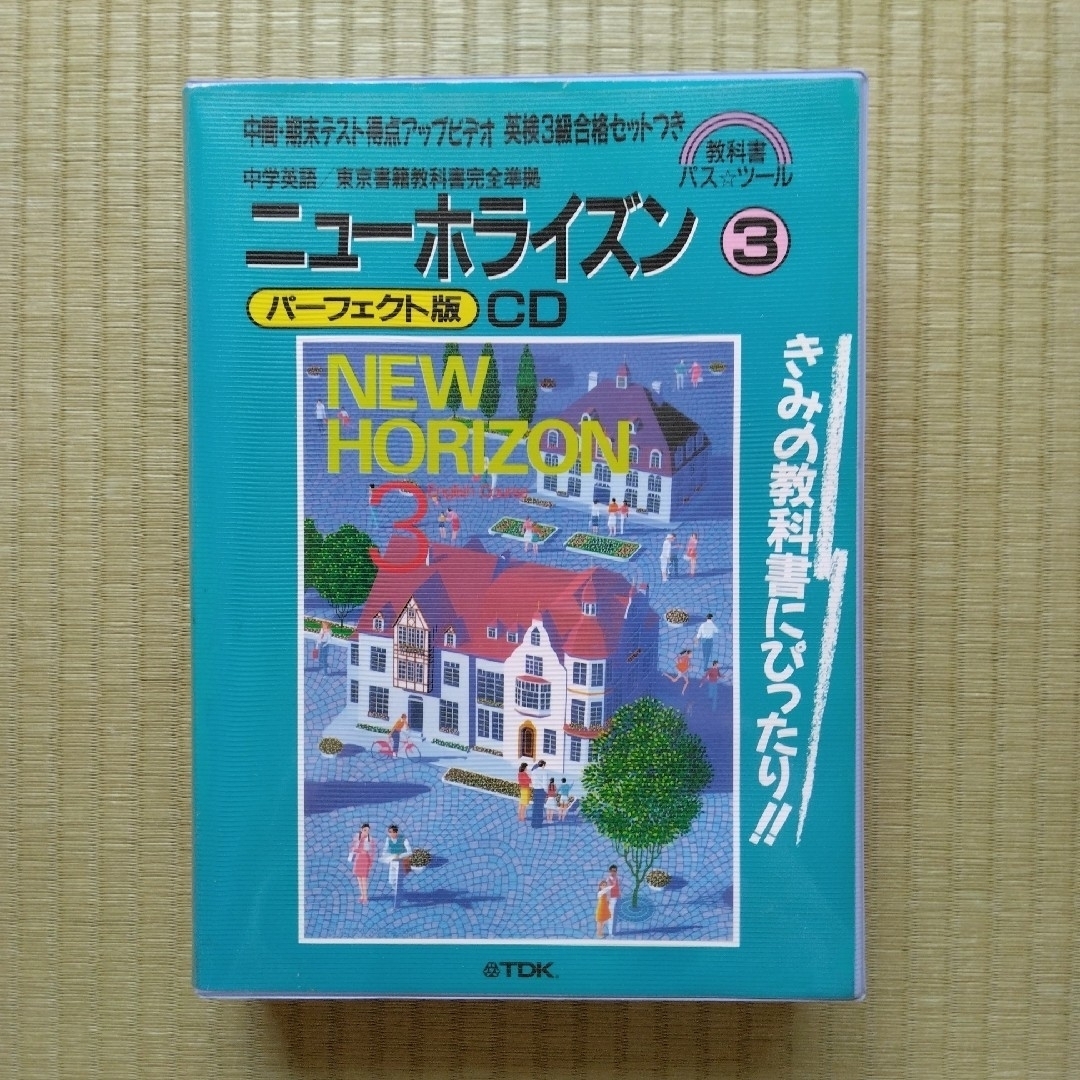 中間・期末テスト得点アップビデオ 英検3級合格セットつき
教科書
パス☆ツール
中学英語／東京書籍教科書完全準拠
ニューホライズン 3
パーフェクト版 CD
NEW
HORIZON
3
English Course
きみの教科書にぴったり!!
TDK